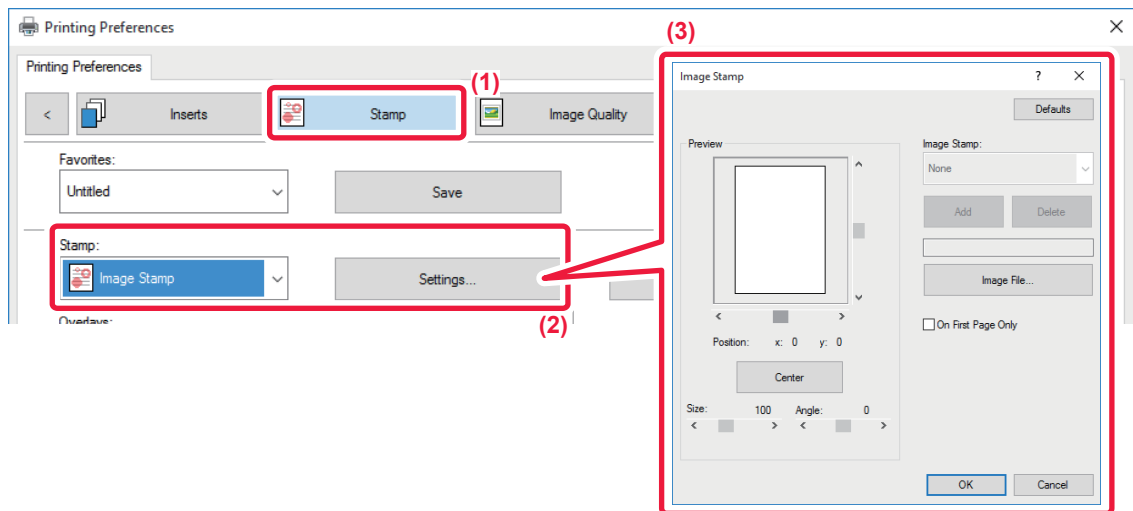 Printing Preferences
(3)
Printing Preferences
(1)
<
Inserts
Stamp
Image Quality
Favorites:
Untitled
Save
Stamp:
Image Stamp
Settings...
Overlays:
(2)
Image Stamp
?
Defaults
Preview
Image Stamp:
None
Add
Delete
Image File...
On First Page Only
Position: x: 0 y: 0
Center
Size: 100 Angle: 0
OK
Cancel